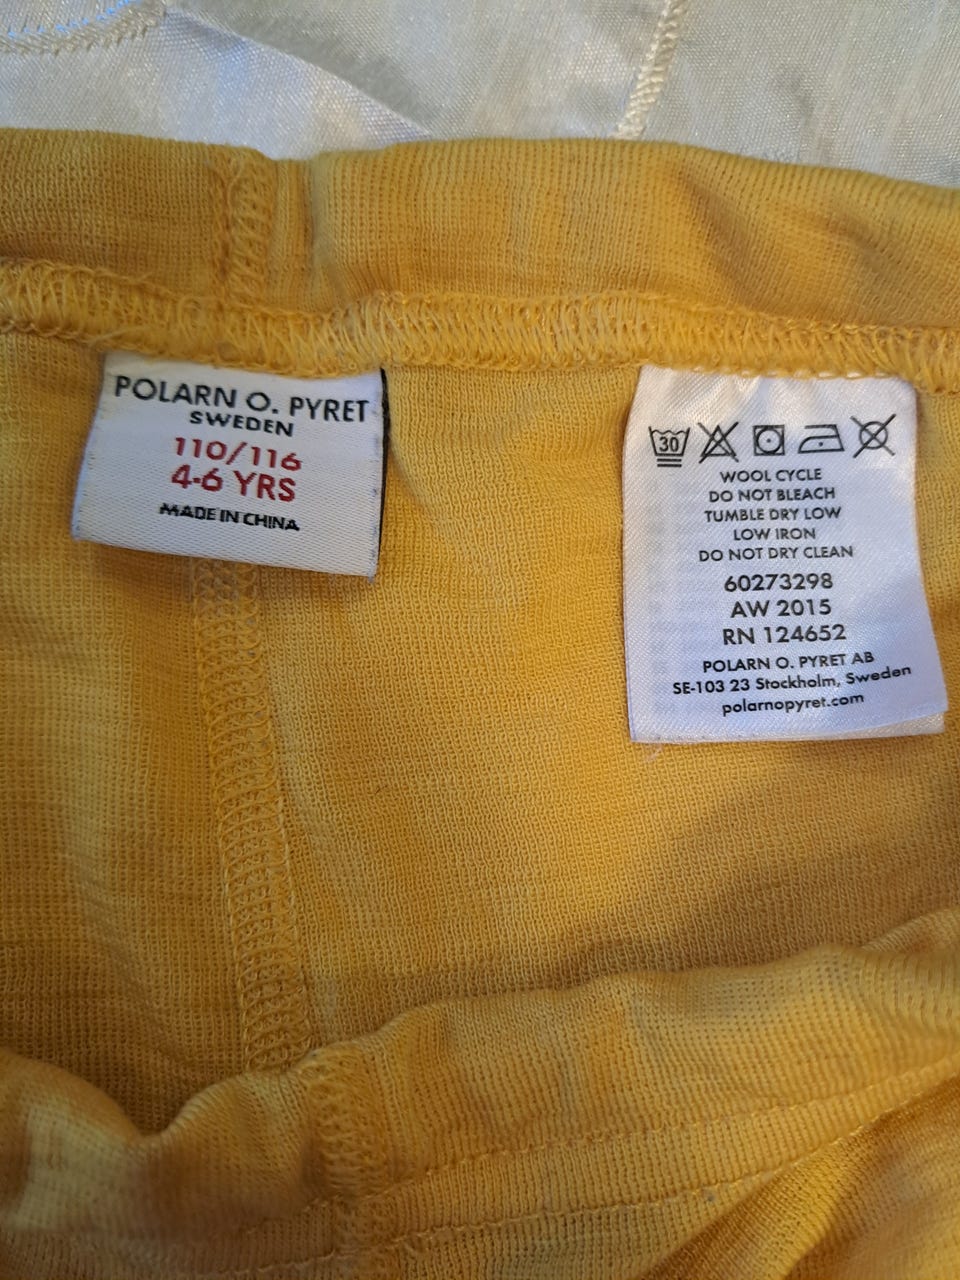 POLARN O. PYRET
SWEDEN
110/116
4-6 YRS
MADE IN CHINA
30
WOOL CYCLE
DO NOT BLEACH
TUMBLE DRY LOW
LOW IRON
DO NOT DRY CLEAN
60273298
AW 2015
RN 124652
POLARN O. PYRET AB
SE-103 23 Stockholm, Sweden
polarnopyret.com